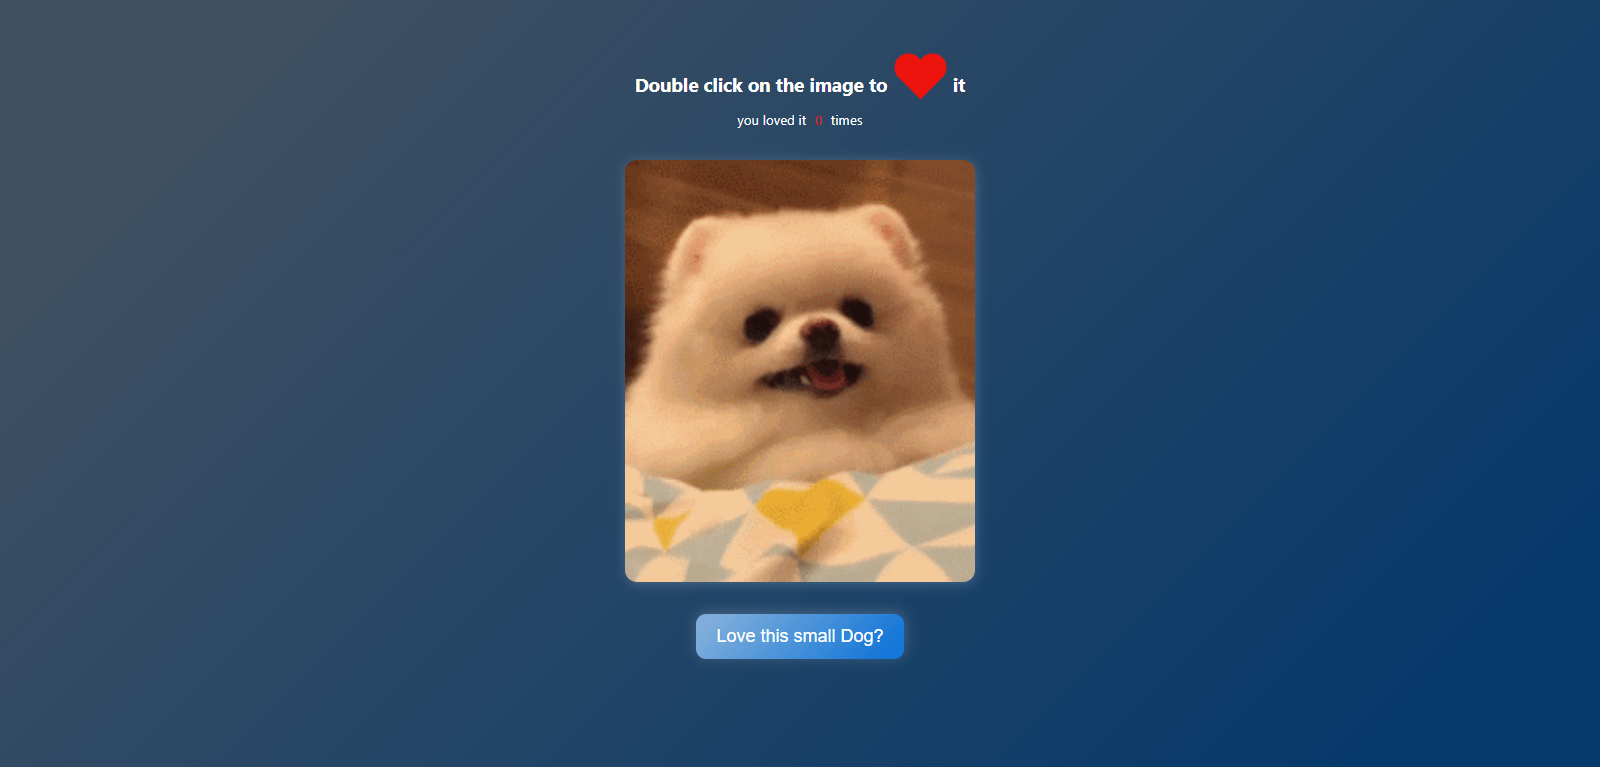 Double click on the image to it
you loved it 0 times
Love this small Dog?